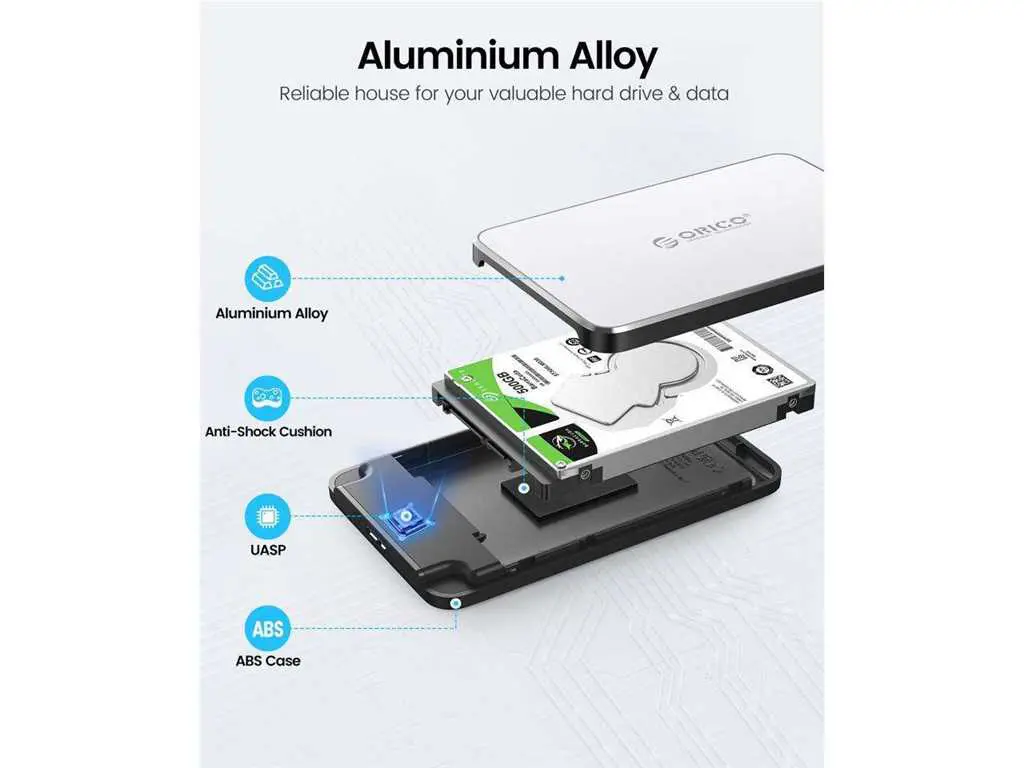 Aluminium Alloy
Reliable house for your valuable hard drive & data
ORICO
Aluminium Alloy
500GB
BarraCuda
Anti-Shock Cushion
UASP
ABS
ABS Case